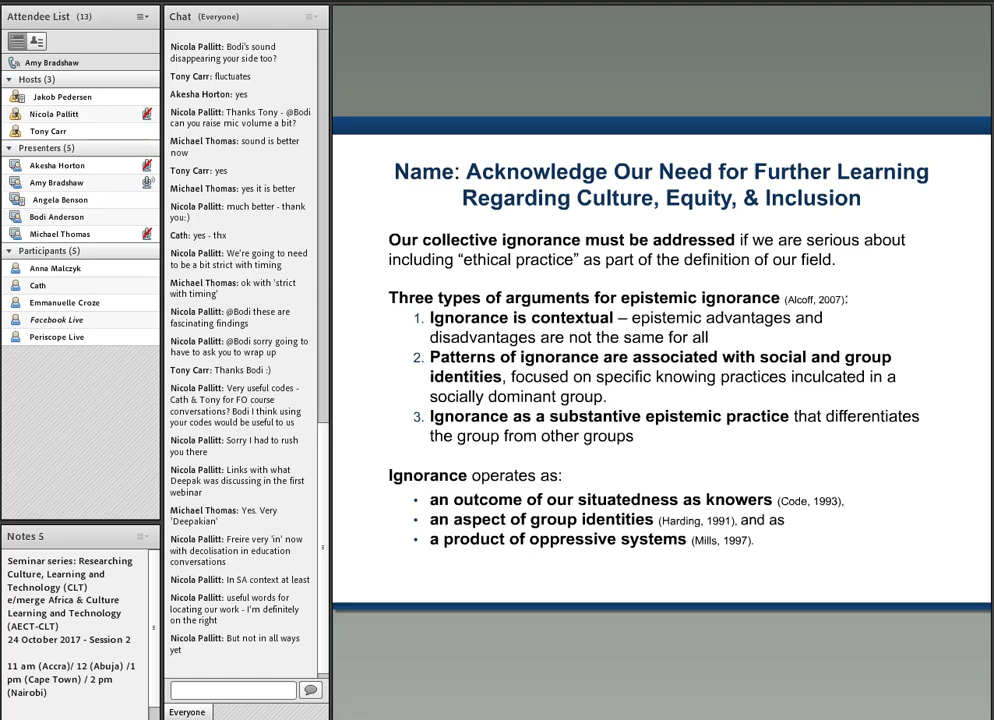 Attendee List (13)
Amy Bradshaw
Hosts (3)
Jakob Pedersen
Nicola Pallitt
Tony Carr
Presenters (5)
Akesha Horton
Amy Bradshaw
Angela Benson
Bodi Anderson
Michael Thomas
Participants (5)
Anna Malczyk
Cath
Emmanuelle Croze
Facebook Live
Periscope Live
Notes 5
Seminar series: Researching
Culture, Learning and
Technology (CLT)
e/merge Africa & Culture
Learning and Technology
(AECT-CLT)
24 October 2017 - Session 2
11 am (Accra)/ 12 (Abuja) /1
pm (Cape Town) / 2 pm
(Nairobi)
Chat (Everyone)
Nicola Pallitt: Bodi's sound
disappearing your side too?
Tony Carr: fluctuates
Akesha Horton: yes
Nicola Pallitt: Thanks Tony - @Bodi
can you raise mic volume a bit?
Michael Thomas: sound is better
now
Tony Carr: yes
Michael Thomas: yes it is better
Nicola Pallitt: much better - thank
you:)
Cath: yes - thx
Nicola Pallitt: We're going to need
to be a bit strict with timing
Michael Thomas: ok with 'strict
with timing'
Nicola Pallitt: @Bodi these are
fascinating findings
Nicola Pallitt: @Bodi sorry going to
have to ask you to wrap up
Tony Carr: Thanks Bodi :)
Nicola Pallitt: Very useful codes -
Cath & Tony for FO course
conversations? Bodi I think using
your codes would be useful to us
Nicola Pallitt: Sorry I had to rush
you there
Nicola Pallitt: Links with what
Deepak was discussing in the first
webinar
Michael Thomas: Yes. Very
'Deepakian'
Nicola Pallitt: Freire very 'in' now
with decolisation in education
conversations
Nicola Pallitt: In SA context at least
Nicola Pallitt: useful words for
locating our work - I'm definitely
on the right
Nicola Pallitt: But not in all ways
yet
Everyone
Name: Acknowledge Our Need for Further Learning
Regarding Culture, Equity, & Inclusion
Our collective ignorance must be addressed if we are serious about
including “ethical practice” as part of the definition of our field.
Three types of arguments for epistemic ignorance (Alcoff, 2007):
1. Ignorance is contextual – epistemic advantages and
disadvantages are not the same for all
2. Patterns of ignorance are associated with social and group
identities, focused on specific knowing practices inculcated in a
socially dominant group.
3. Ignorance as a substantive epistemic practice that differentiates
the group from other groups
Ignorance operates as:
• an outcome of our situatedness as knowers (Code, 1993),
• an aspect of group identities (Harding, 1991), and as
• a product of oppressive systems (Mills, 1997).